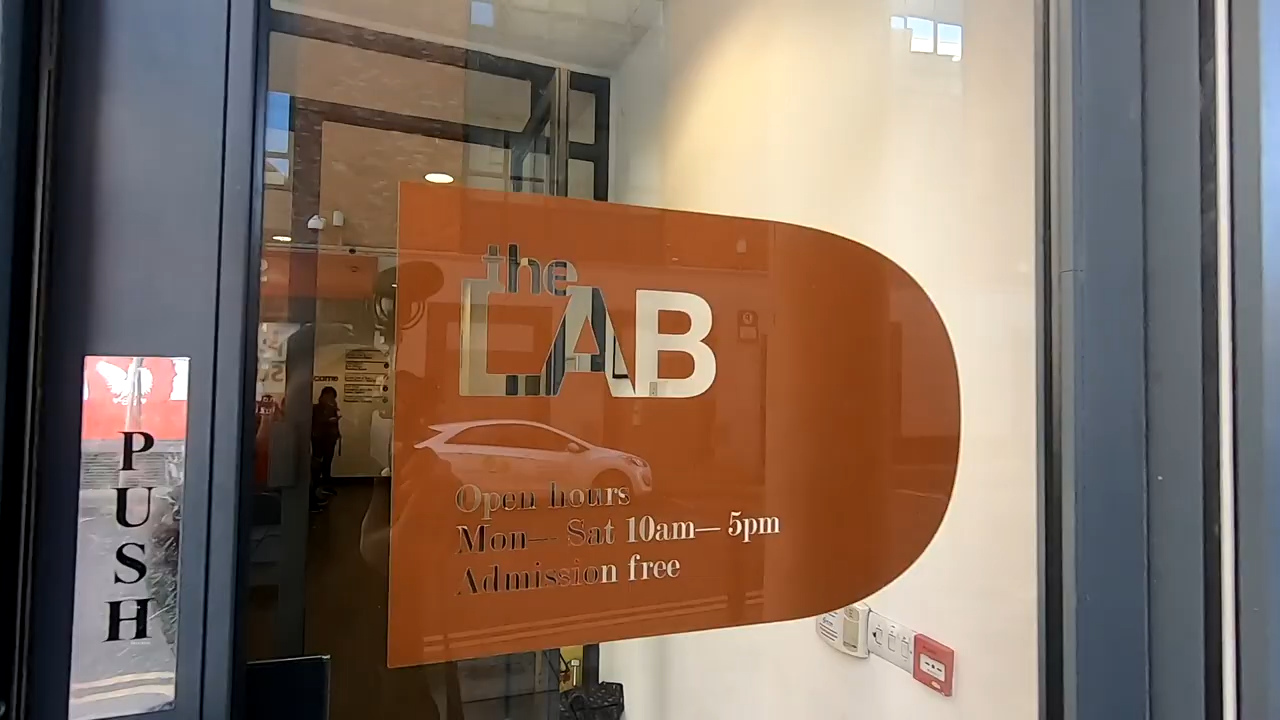 the
LAB
Open hours
Mon— Sat 10am— 5pm
Admission free
PUSH